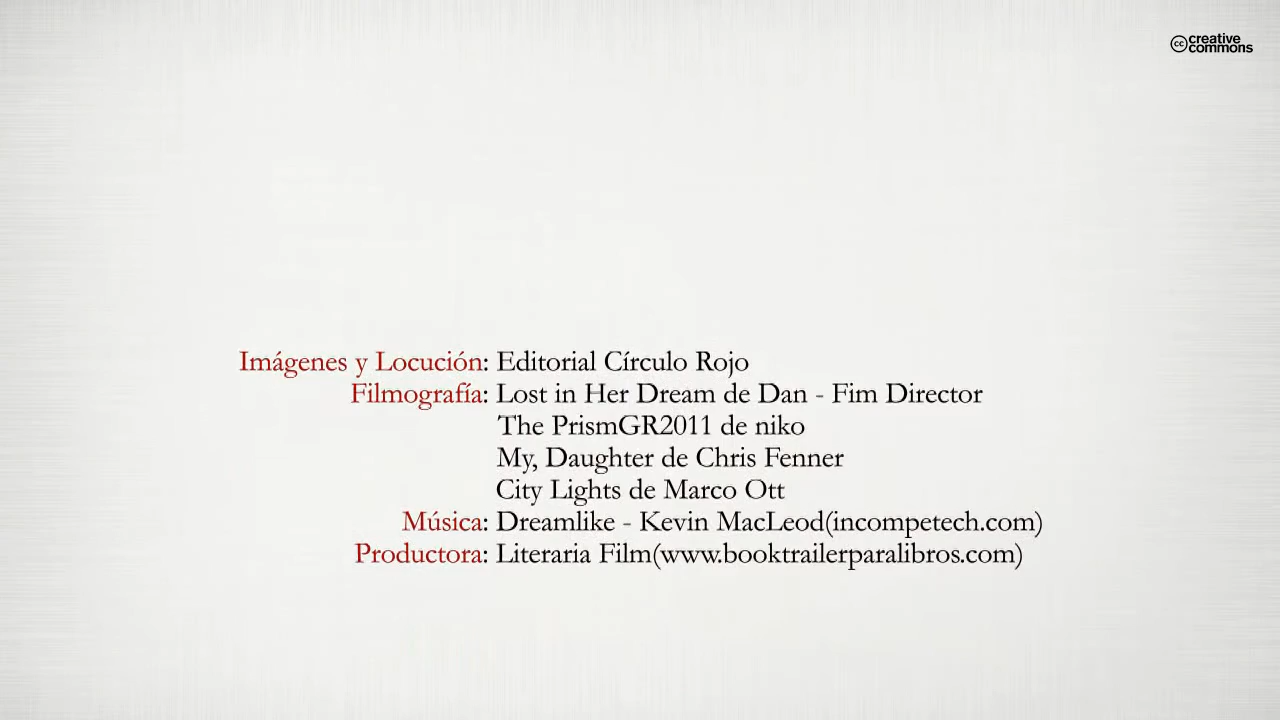 creative
commons
Imágenes y Locución: Editorial Círculo Rojo
Filmografía: Lost in Her Dream de Dan - Fim Director
The PrismGR2011 de niko
My, Daughter de Chris Fenner
City Lights de Marco Ott
Música: Dreamlike - Kevin MacLeod(incompetech.com)
Productora: Literaria Film(www.booktrailerparalibros.com)